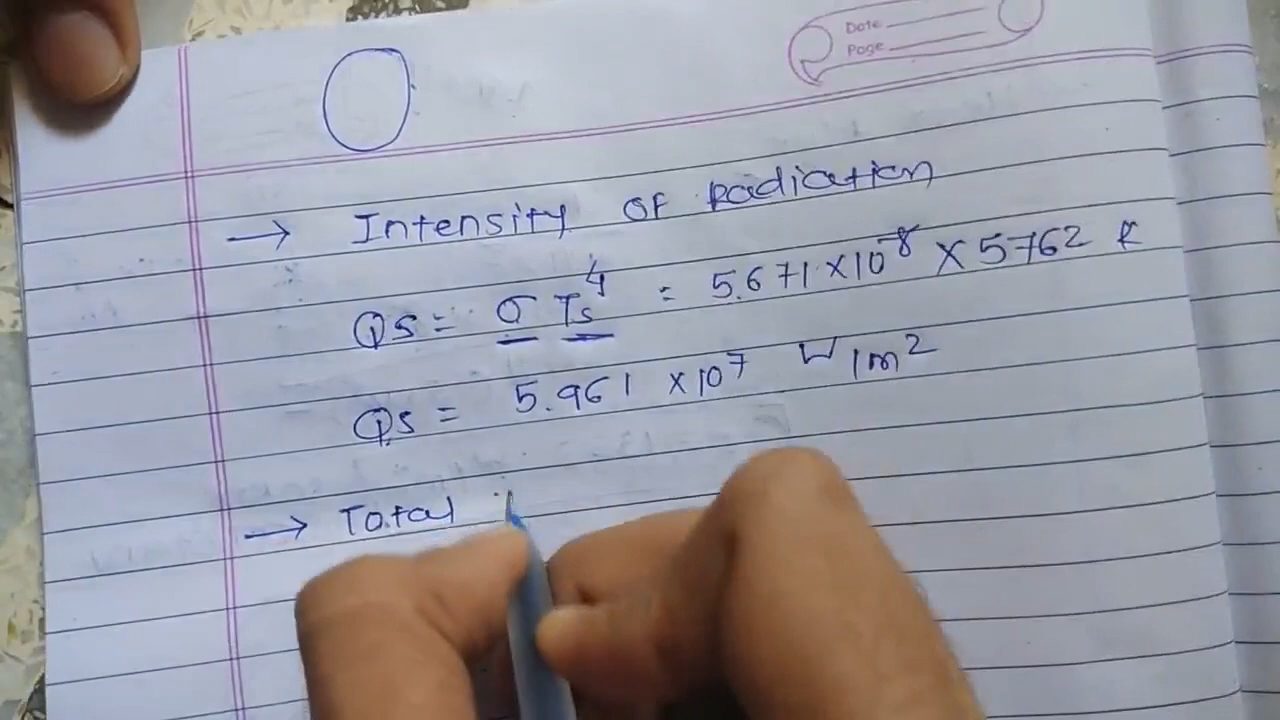 Date
Page
→ Intensity of Radiation
Qs = σ Ts⁴ = 5.671 × 10⁻⁸ × 5762 K
Qs = 5.961 × 10⁷ W/m²
→ Total